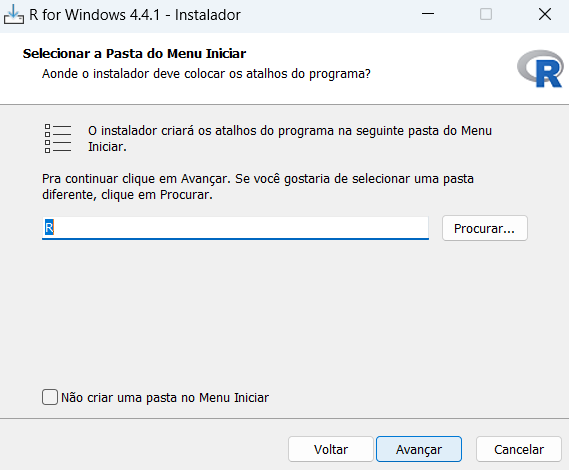 R for Windows 4.4.1 - Instalador
Selecionar a Pasta do Menu Iniciar
Aonde o instalador deve colocar os atalhos do programa?
R
O instalador criará os atalhos do programa na seguinte pasta do Menu
Iniciar.
Pra continuar clique em Avançar. Se você gostaria de selecionar uma pasta
diferente, clique em Procurar.
R
Procurar...
Não criar uma pasta no Menu Iniciar
Voltar
Avançar
Cancelar